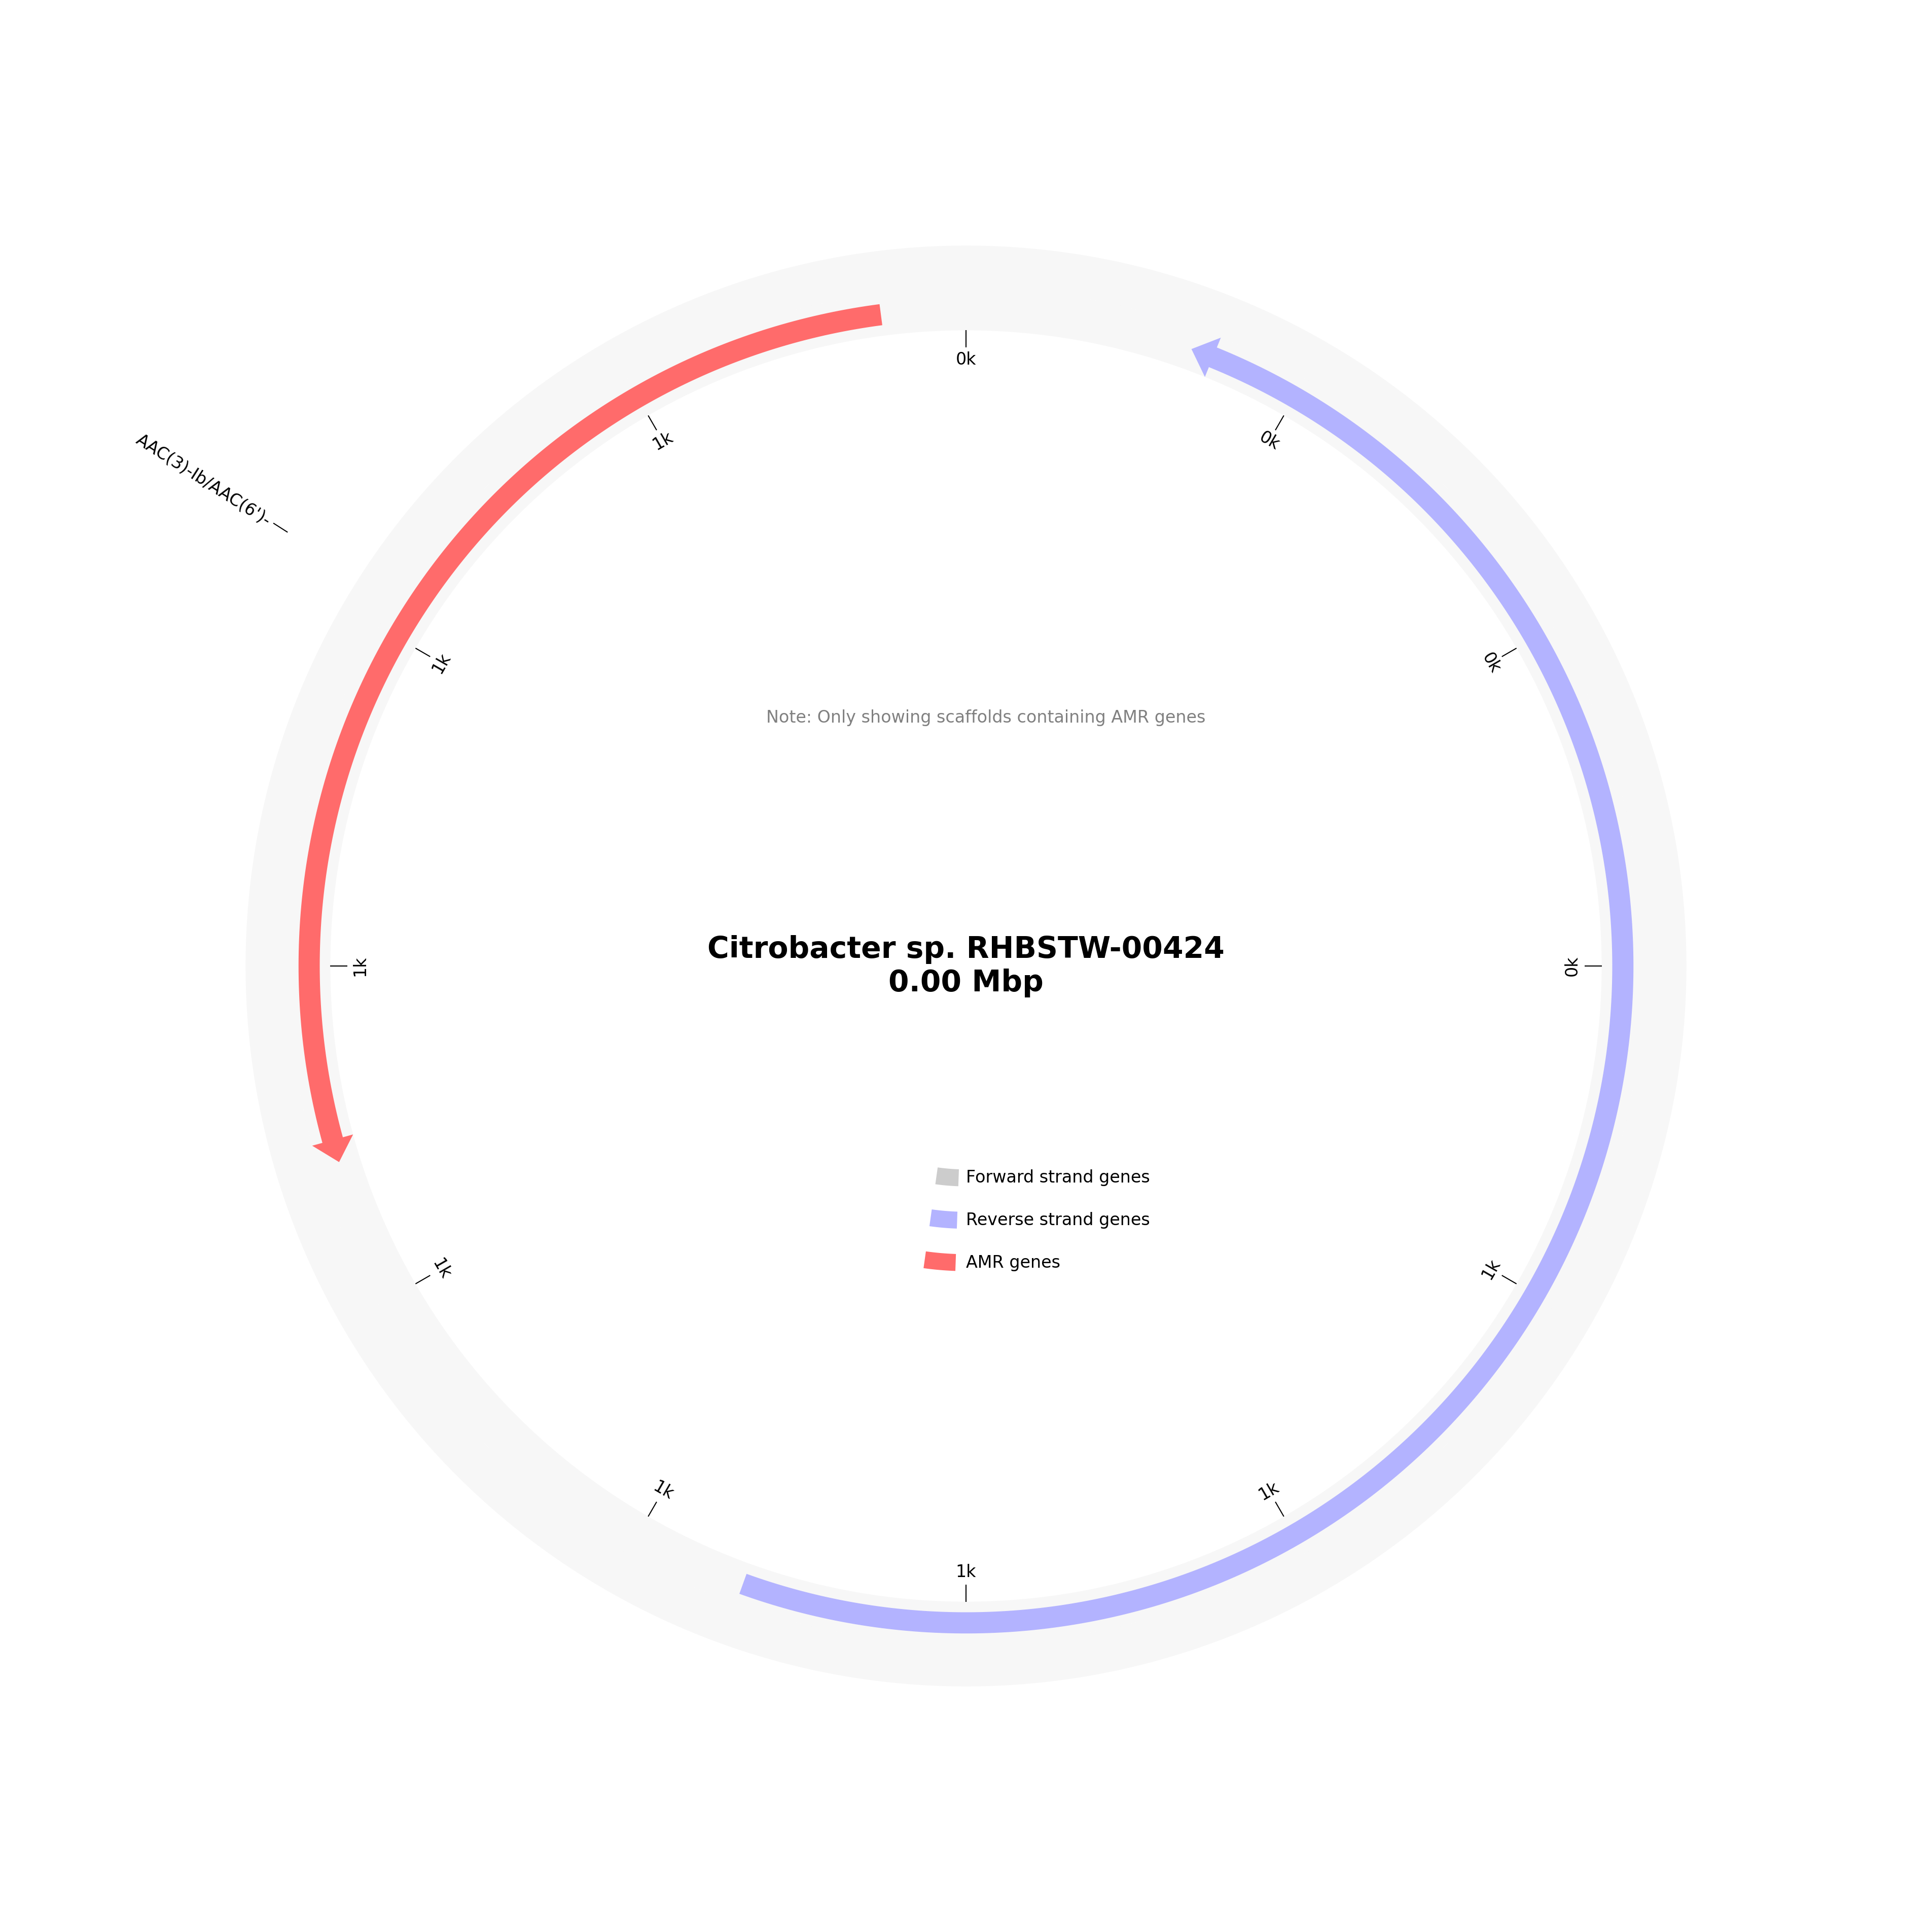 0k
0k
0k
0k
1k
1k
1k
1k
1k
1k
1k
1k
AAC(3)-Ib/AAC(6')-
Note: Only showing scaffolds containing AMR genes
Citrobacter sp. RHBSTW-00424
0.00 Mbp
Forward strand genes
Reverse strand genes
AMR genes